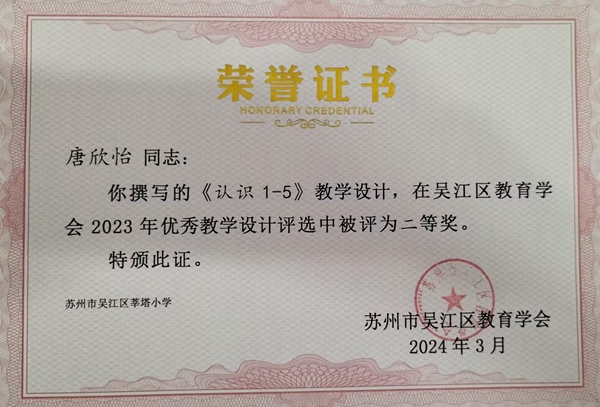 荣誉证书
HONORARY CREDENTIAL
唐欣怡 同志：
你撰写的《认识 1-5》教学设计，在吴江区教育学
会 2023 年优秀教学设计评选中被评为二等奖。
特颁此证。
苏州市吴江区莘塔小学
苏州市吴江区教育学会
2024 年 3 月